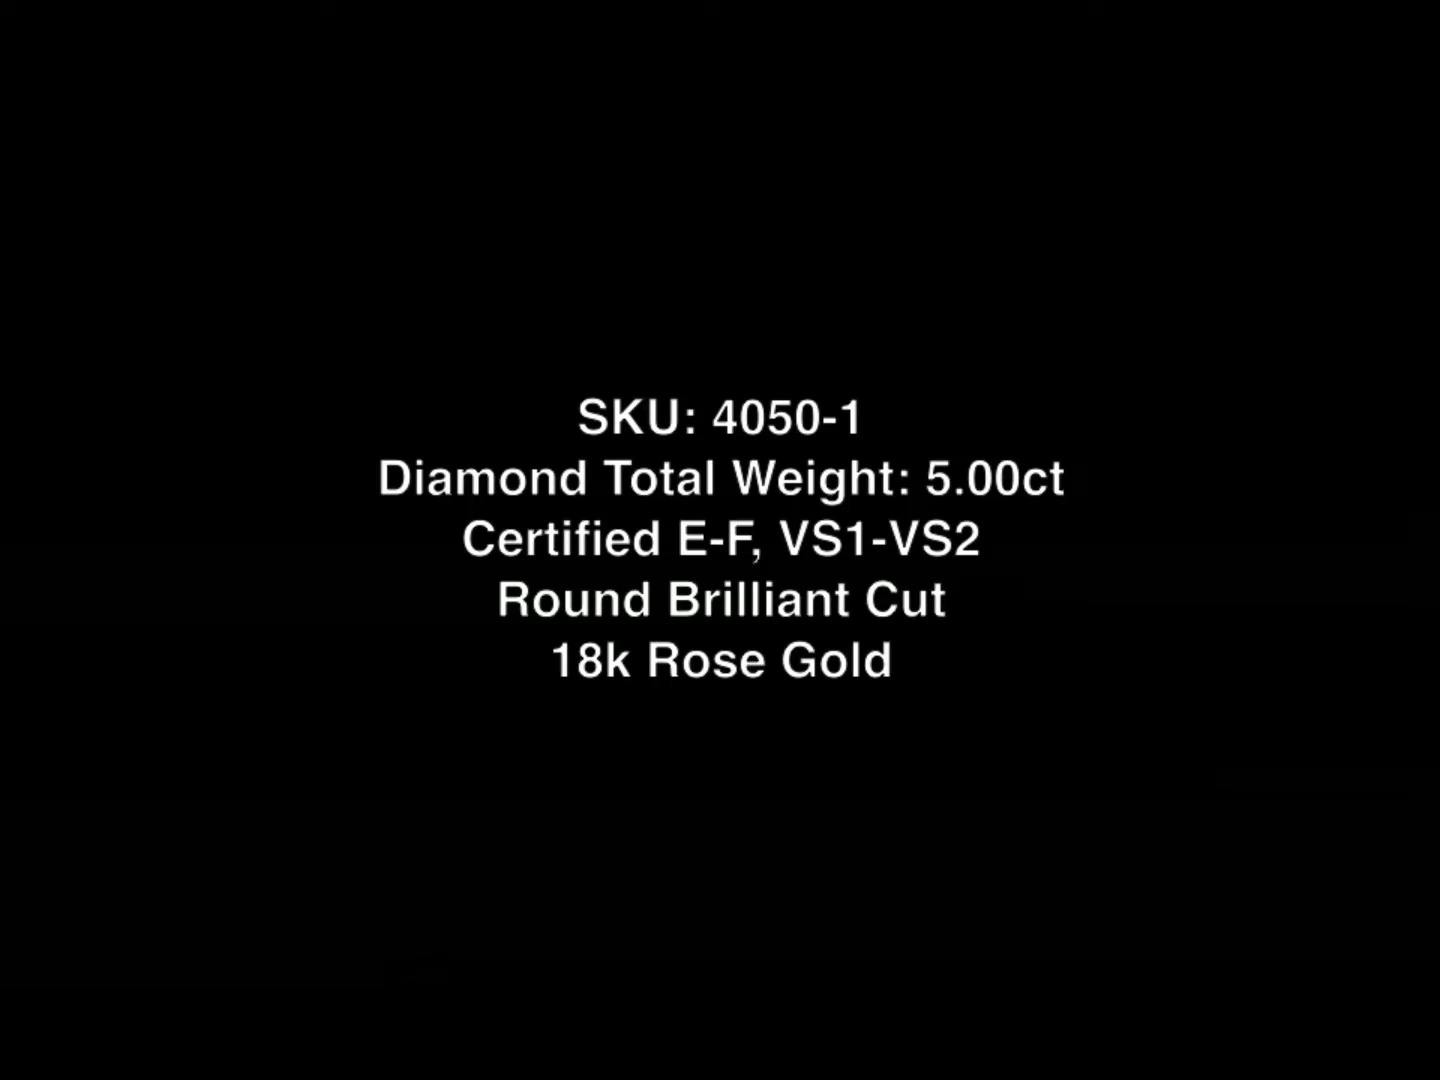 SKU: 4050-1
Diamond Total Weight: 5.00ct
Certified E-F, VS1-VS2
Round Brilliant Cut
18k Rose Gold